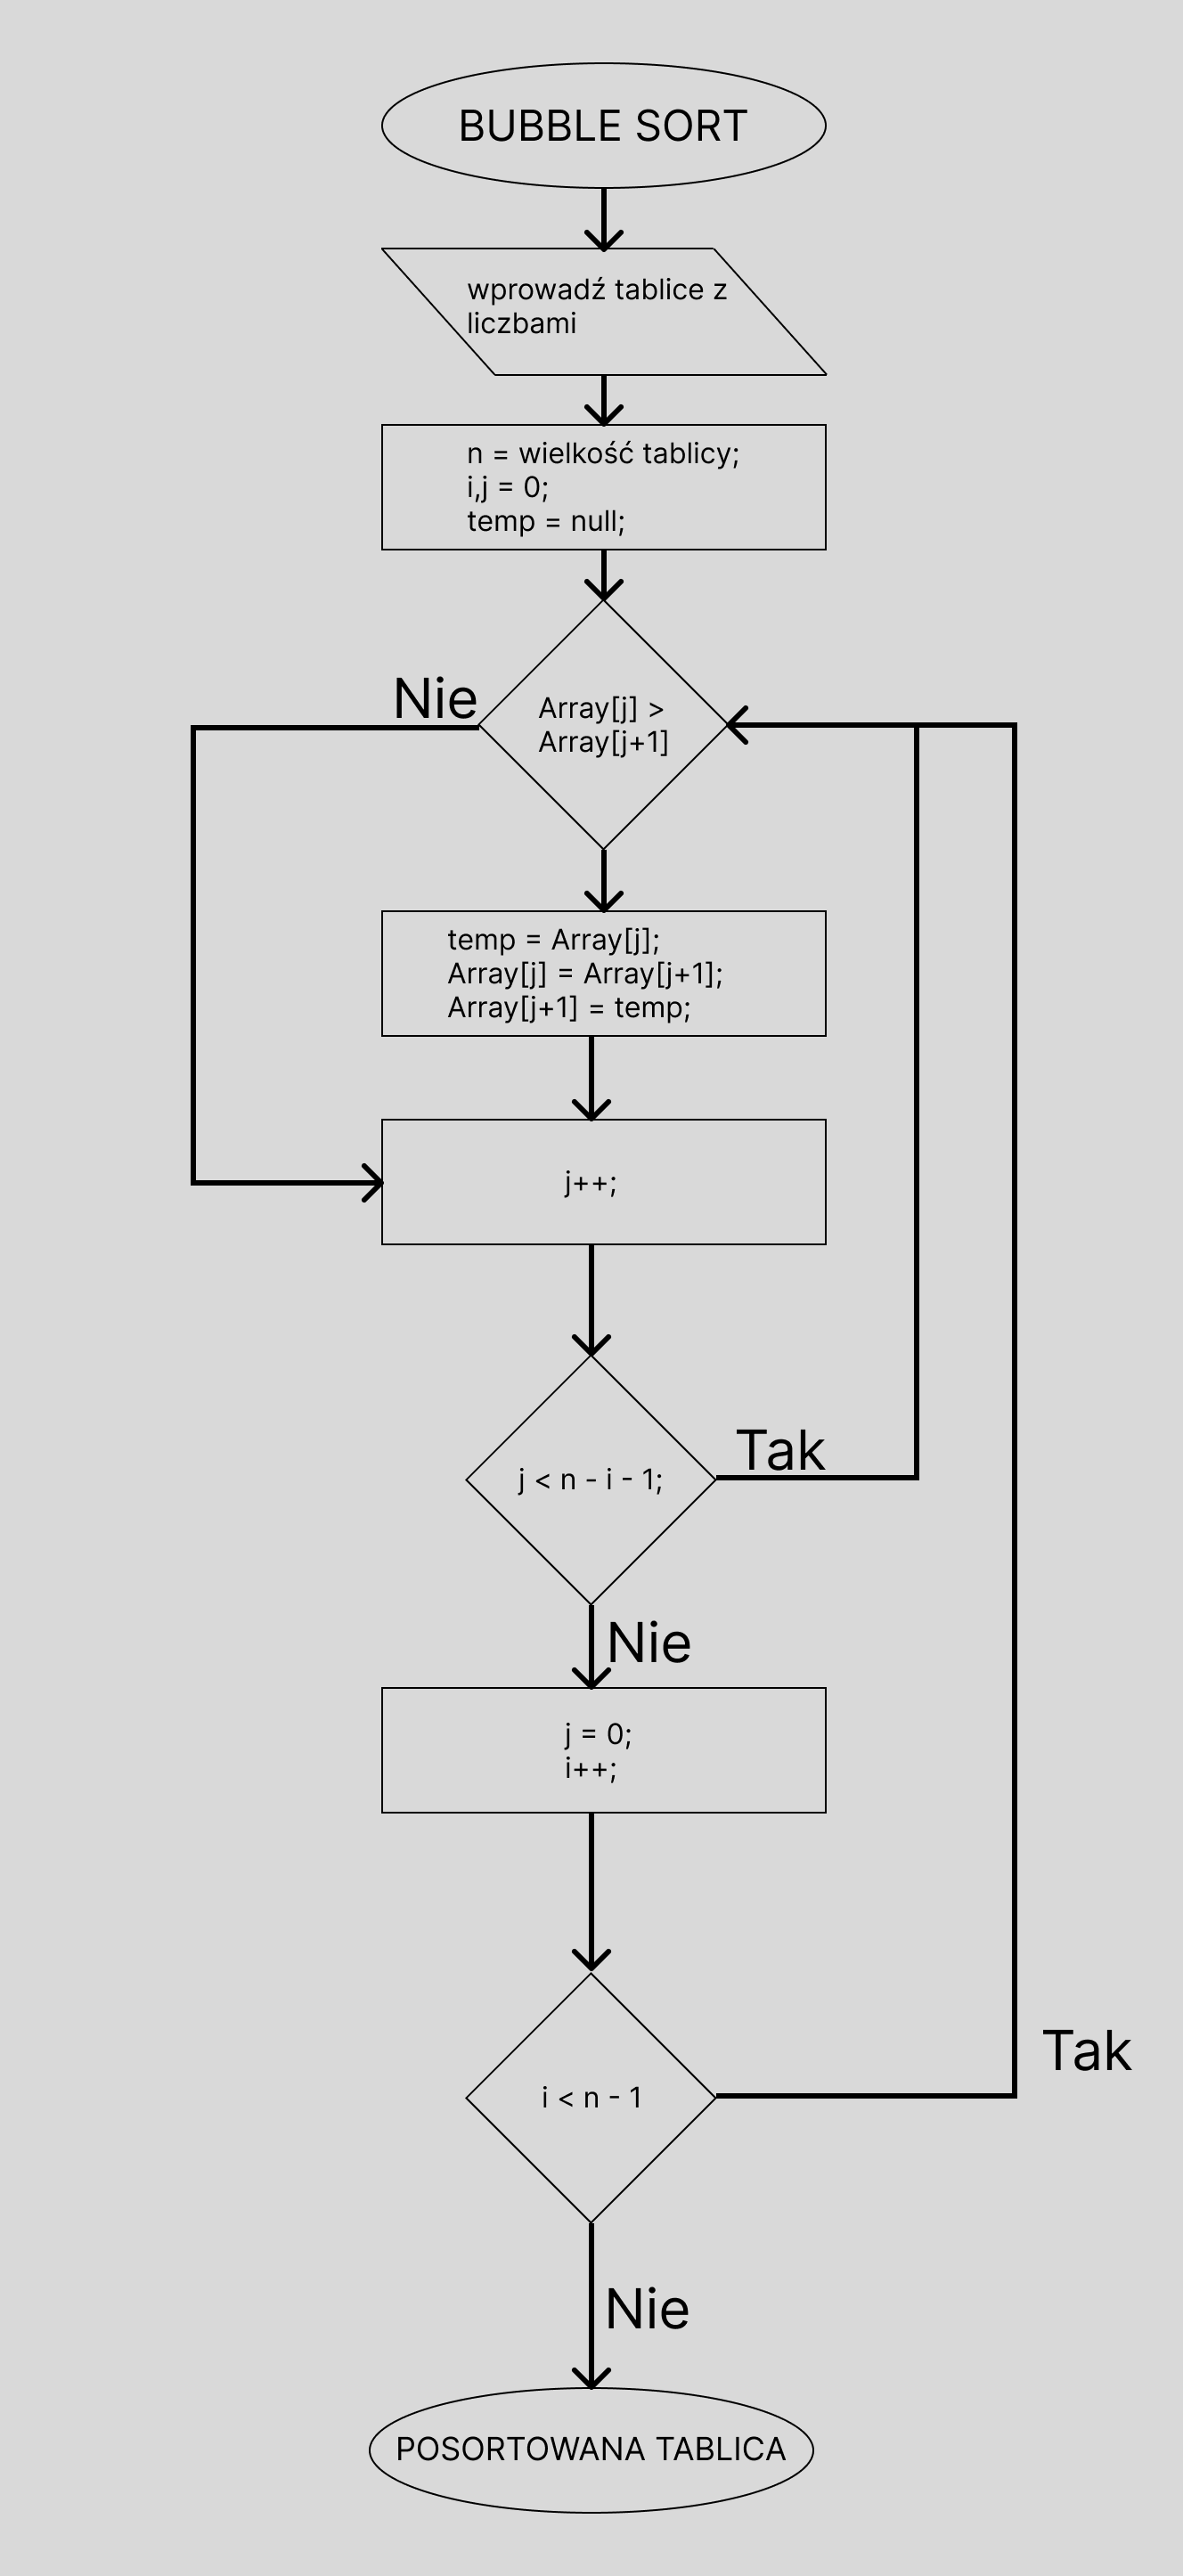 BUBBLE SORT
wprowadź tablice z
liczbami
n = wielkość tablicy;
i,j = 0;
temp = null;
Nie
Array[j] >
Array[j+1]
temp = Array[j];
Array[j] = Array[j+1];
Array[j+1] = temp;
j++;
Tak
j < n - i - 1;
Nie
j = 0;
i++;
Tak
i < n - 1
Nie
POSORTOWANA TABLICA